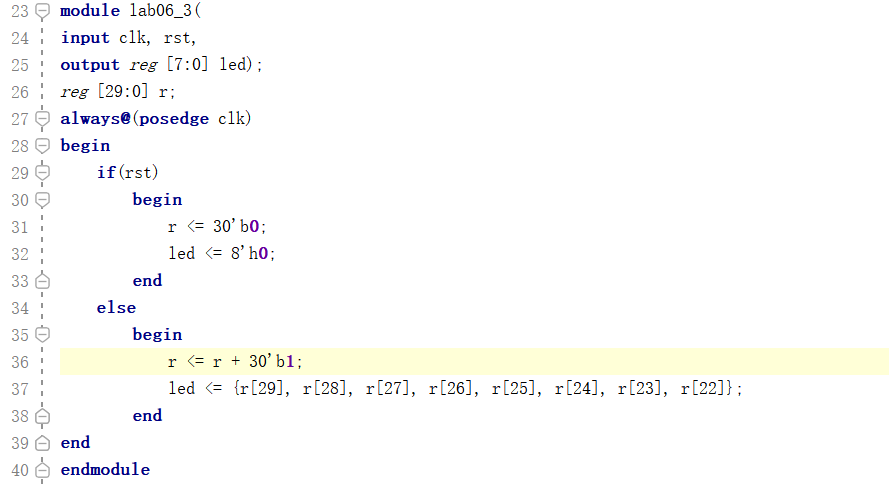 23 module lab06_3(
24 input clk, rst,
25 output reg [7:0] led);
26 reg [29:0] r;
27 always@(posedge clk)
28 begin
29     if(rst)
30         begin
31             r <= 30'b0;
32             led <= 8'h0;
33         end
34     else
35         begin
36             r <= r + 30'b1;
37             led <= {r[29], r[28], r[27], r[26], r[25], r[24], r[23], r[22]};
38         end
39 end
40 endmodule